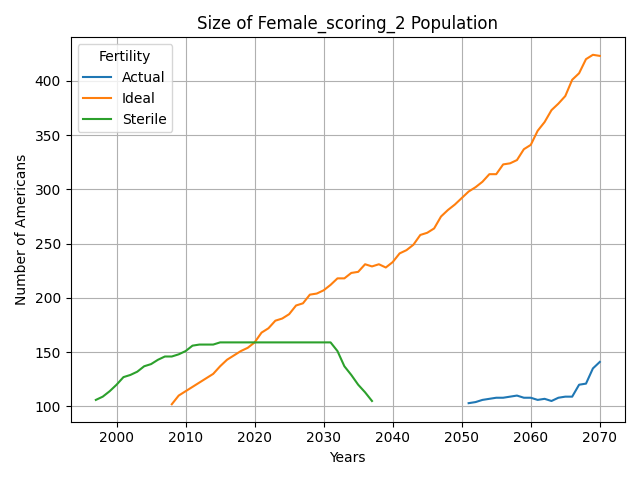 Size of Female_scoring_2 Population
Fertility
Actual
Ideal
Sterile
Number of Americans
400
350
300
250
200
150
100
2000 2010 2020 2030 2040 2050 2060 2070
Years